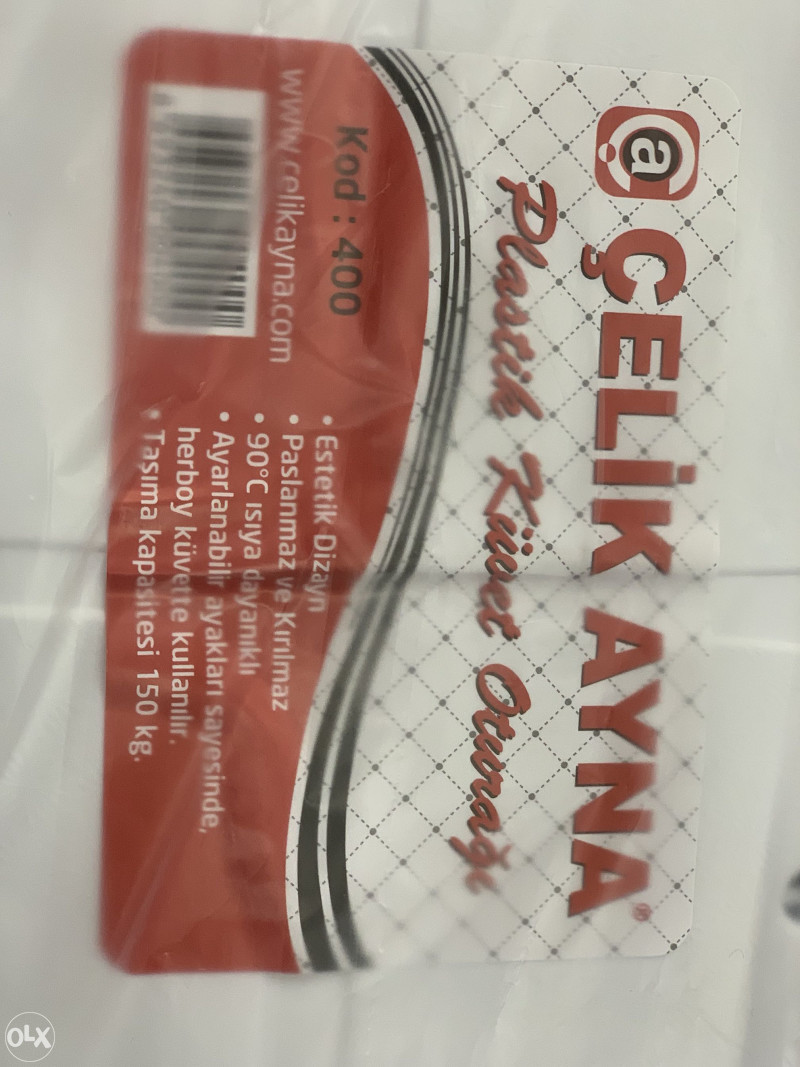 a ÇELİK AYNA®
Plastik Küvet Oturağı
Kod : 400
www.celikayna.com
• Estetik Dizayn
• Paslanmaz ve Kırılmaz
• 90°C ısıya dayanıklı
• Ayarlanabilir ayakları sayesinde,
herboy küvette kullanılır.
• Taşıma kapasitesi 150 kg.
OLX